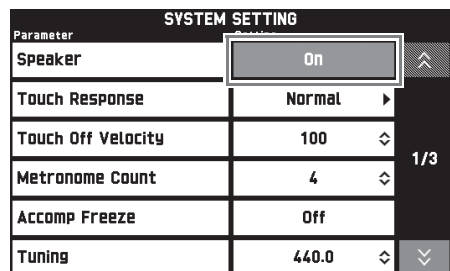 SYSTEM SETTING
Parameter
Speaker On
Touch Response Normal
Touch Off Velocity 100
1/3
Metronome Count 4
Accomp Freeze Off
Tuning 440.0